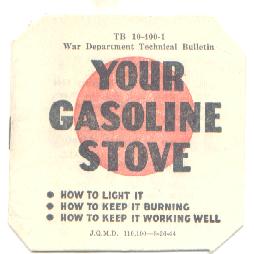 TB 10-400-1
War Department Technical Bulletin
YOUR
GASOLINE
STOVE
● HOW TO LIGHT IT
● HOW TO KEEP IT BURNING
● HOW TO KEEP IT WORKING WELL
J.Q.M.D.